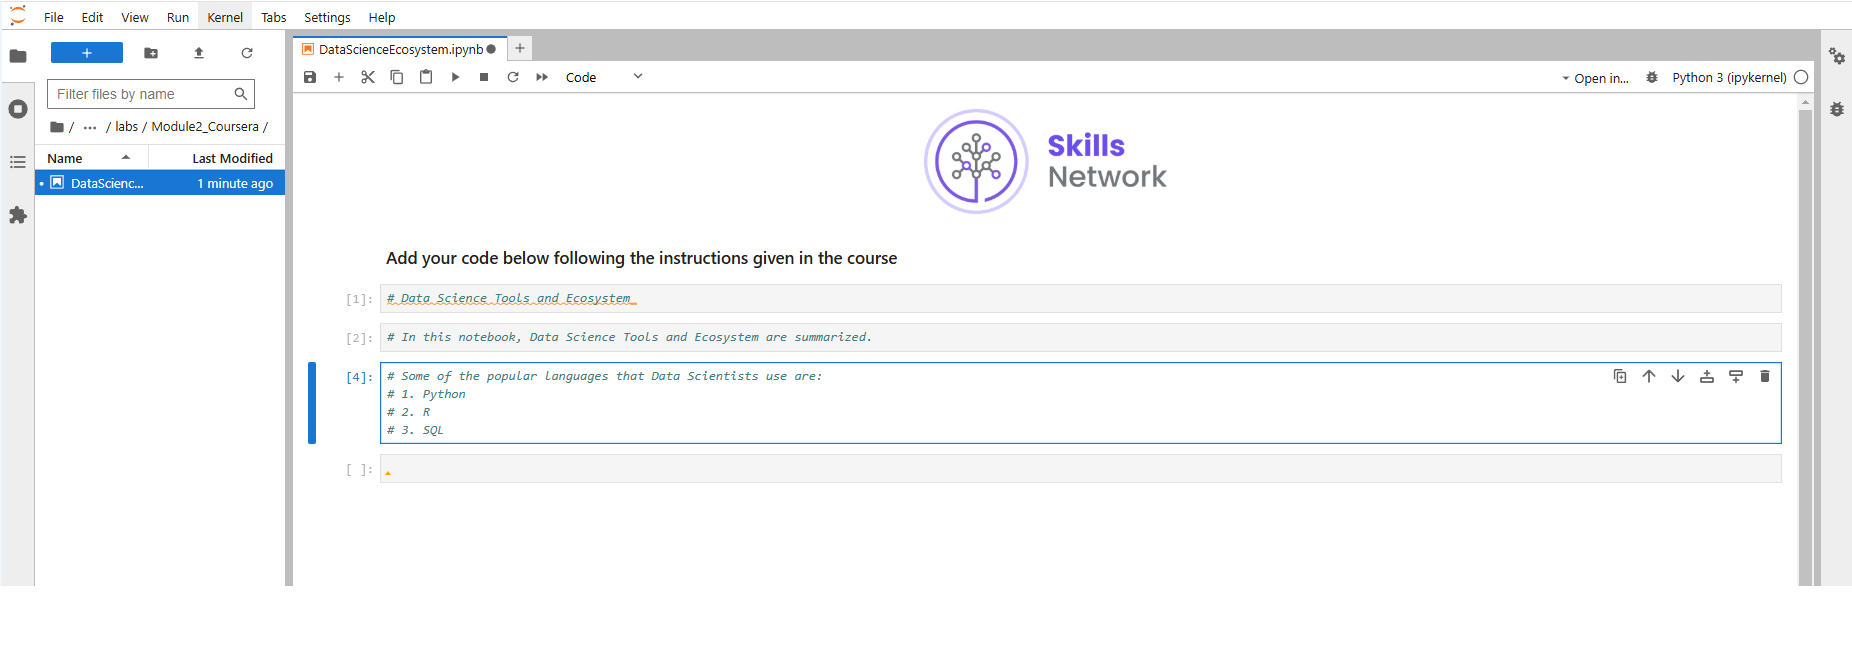 File Edit View Run Kernel Tabs Settings Help
+
Filter files by name
/ ... / labs / Module2_Coursera /
Name Last Modified
DataScienc... 1 minute ago
DataScienceEcosystem.ipynb
Code
Open in... Python 3 (ipykernel)
Skills
Network
Add your code below following the instructions given in the course
[1]: # Data Science Tools and Ecosystem
[2]: # In this notebook, Data Science Tools and Ecosystem are summarized.
[4]: # Some of the popular languages that Data Scientists use are:
# 1. Python
# 2. R
# 3. SQL
[ ]: